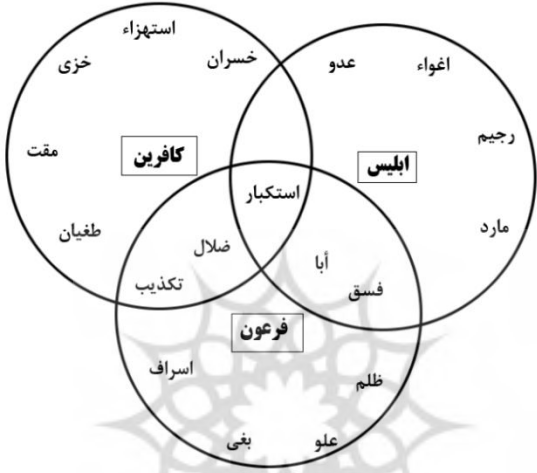 استهزاء
خسران
خزی
مقت
کافرین
طغیان
عدو
اغواء
رجیم
ابلیس
مارد
استکبار
ضلال
تکذیب
أبا
فسق
فرعون
اسراف
ظلم
بغی
علو